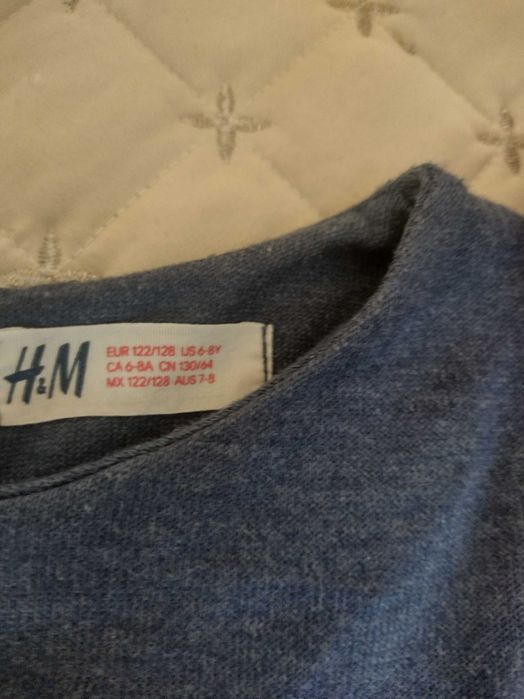 H&M
EUR 122/128 US 6-8Y
CA 6-8A CN 130/64
MX 122/128 AUS 7-8